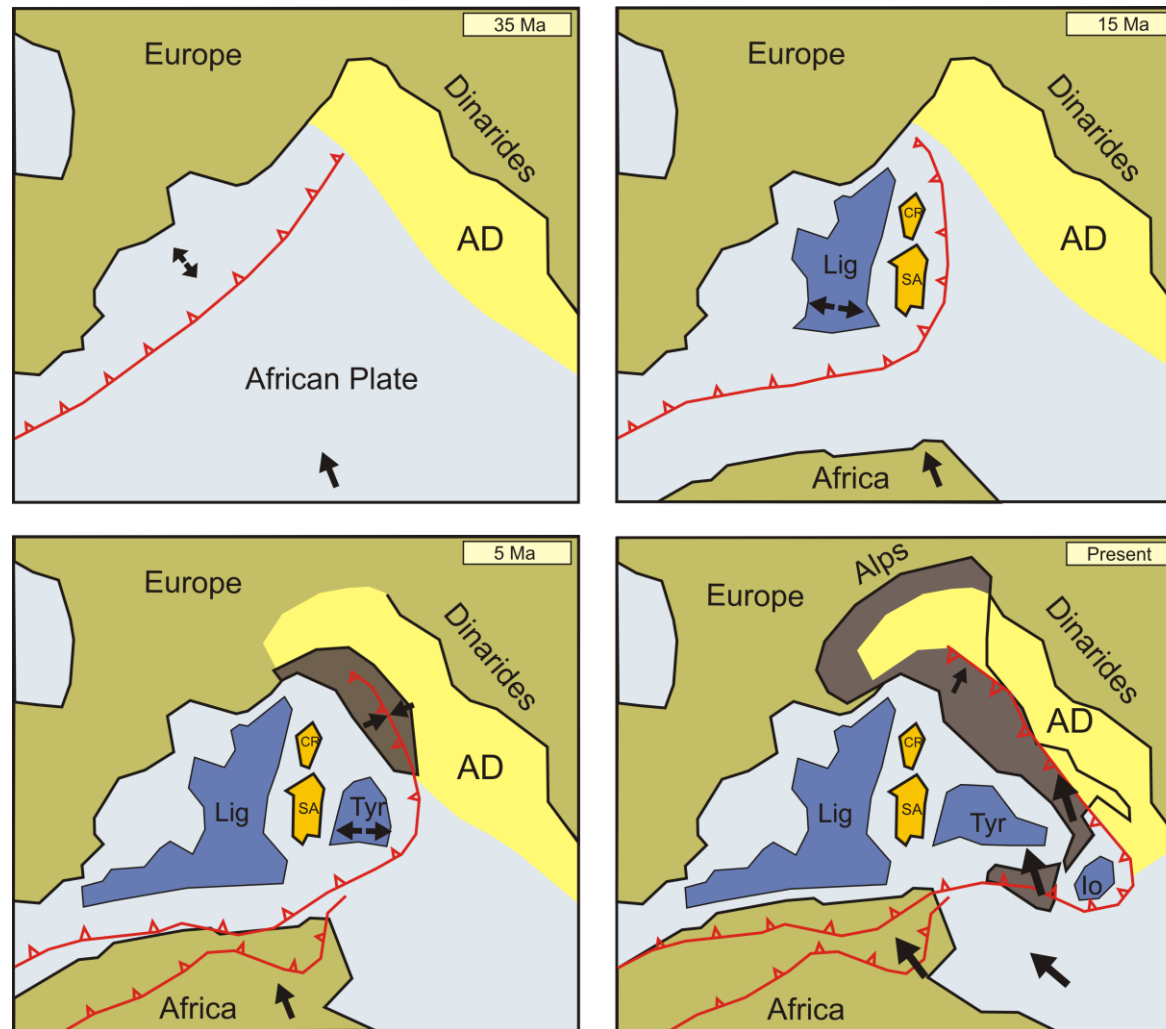 35 Ma
Europe
Dinarides
AD
African Plate
15 Ma
Europe
Dinarides
AD
CR
Lig
SA
Africa
5 Ma
Europe
Dinarides
AD
CR
Lig
SA
Tyr
Africa
Present
Alps
Europe
Dinarides
AD
CR
Lig
SA
Tyr
Io
Africa